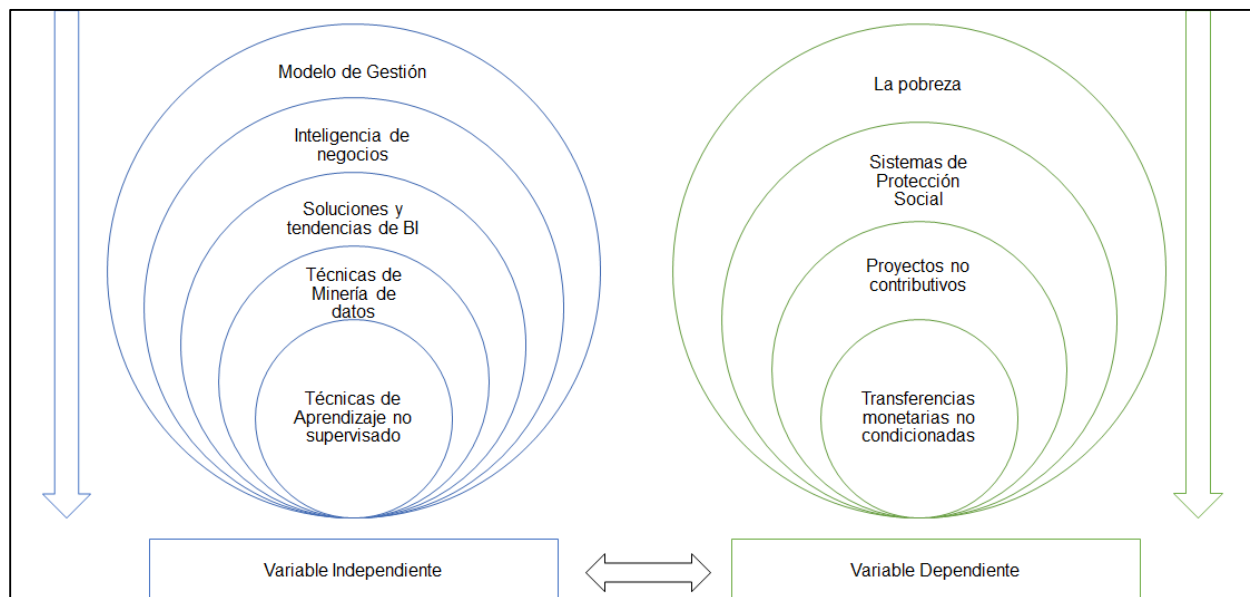 Modelo de Gestión
Inteligencia de
negocios
Soluciones y
tendencias de BI
Técnicas de
Minería de
datos
Técnicas de
Aprendizaje no
supervisado
Variable Independiente
La pobreza
Sistemas de
Protección
Social
Proyectos no
contributivos
Transferencias
monetarias no
condicionadas
Variable Dependiente